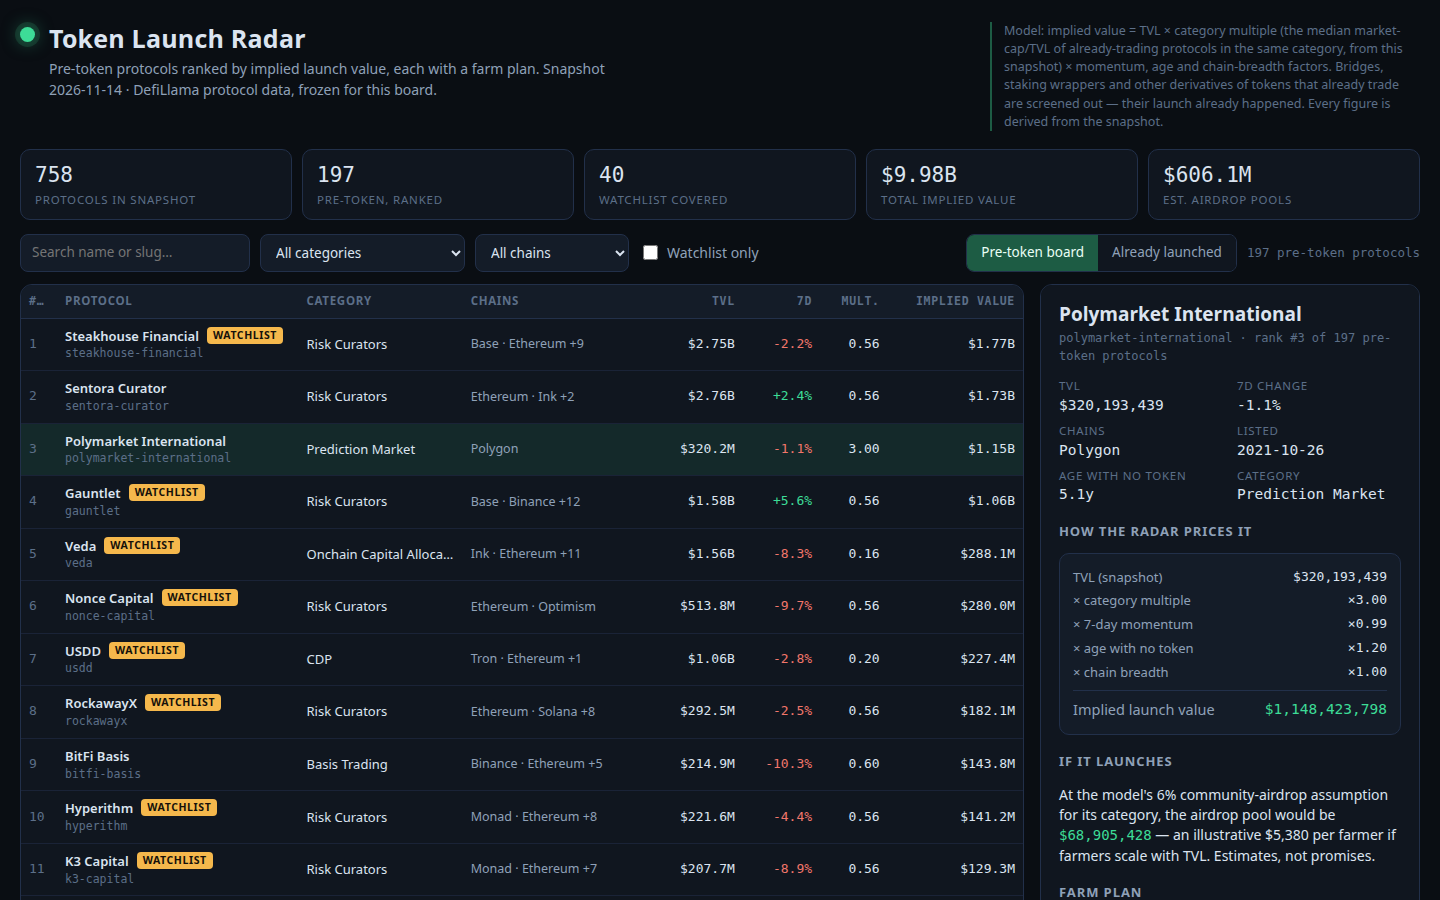 Token Launch Radar
Pre-token protocols ranked by implied launch value, each with a farm plan. Snapshot
2026-11-14 · DefiLlama protocol data, frozen for this board.
Model: implied value = TVL × category multiple (the median market-
cap/TVL of already-trading protocols in the same category, from this
snapshot) × momentum, age and chain-breadth factors. Bridges,
staking wrappers and other derivatives of tokens that already trade
are screened out — their launch already happened. Every figure is
derived from the snapshot.
758
PROTOCOLS IN SNAPSHOT
197
PRE-TOKEN, RANKED
40
WATCHLIST COVERED
$9.98B
TOTAL IMPLIED VALUE
$606.1M
EST. AIRDROP POOLS
Search name or slug...
All categories
All chains
Watchlist only
Pre-token board
Already launched
197 pre-token protocols
#… PROTOCOL CATEGORY CHAINS TVL 7D MULT. IMPLIED VALUE
1 Steakhouse Financial WATCHLIST Risk Curators Base · Ethereum +9 $2.75B -2.2% 0.56 $1.77B
steakhouse-financial
2 Sentora Curator Risk Curators Ethereum · Ink +2 $2.76B +2.4% 0.56 $1.73B
sentora-curator
3 Polymarket International Prediction Market Polygon $320.2M -1.1% 3.00 $1.15B
polymarket-international
4 Gauntlet WATCHLIST Risk Curators Base · Binance +12 $1.58B +5.6% 0.56 $1.06B
gauntlet
5 Veda WATCHLIST Onchain Capital Alloca... Ink · Ethereum +11 $1.56B -8.3% 0.16 $288.1M
veda
6 Nonce Capital WATCHLIST Risk Curators Ethereum · Optimism $513.8M -9.7% 0.56 $280.0M
nonce-capital
7 USDD WATCHLIST CDP Tron · Ethereum +1 $1.06B -2.8% 0.20 $227.4M
usdd
8 RockawayX WATCHLIST Risk Curators Ethereum · Solana +8 $292.5M -2.5% 0.56 $182.1M
rockawayx
9 BitFi Basis Basis Trading Binance · Ethereum +5 $214.9M -10.3% 0.60 $143.8M
bitfi-basis
10 Hyperithm WATCHLIST Risk Curators Monad · Ethereum +8 $221.6M -4.4% 0.56 $141.2M
hyperithm
11 K3 Capital WATCHLIST Risk Curators Monad · Ethereum +7 $207.7M -8.9% 0.56 $129.3M
k3-capital
Polymarket International
polymarket-international · rank #3 of 197 pre-
token protocols
TVL 7D CHANGE
$320,193,439 -1.1%
CHAINS LISTED
Polygon 2021-10-26
AGE WITH NO TOKEN CATEGORY
5.1y Prediction Market
HOW THE RADAR PRICES IT
TVL (snapshot) $320,193,439
× category multiple ×3.00
× 7-day momentum ×0.99
× age with no token ×1.20
× chain breadth ×1.00
Implied launch value $1,148,423,798
IF IT LAUNCHES
At the model's 6% community-airdrop assumption
for its category, the airdrop pool would be
$68,905,428 — an illustrative $5,380 per farmer if
farmers scale with TVL. Estimates, not promises.
FARM PLAN